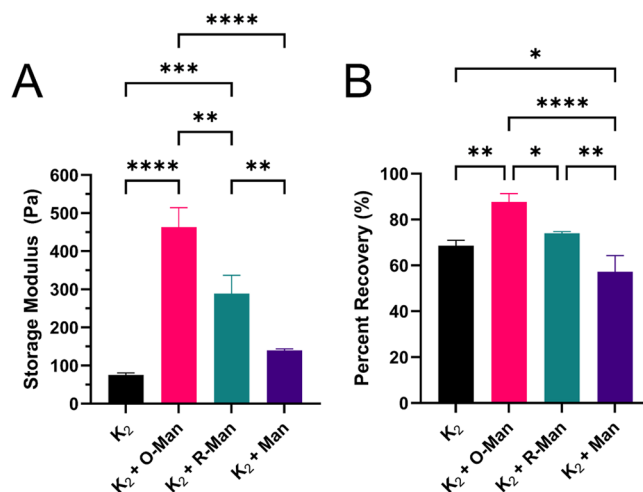 A
****
***
**
****
**
Storage Modulus (Pa)
600
500
400
300
200
100
0
K₂
K₂ + O-Man
K₂ + R-Man
K₂ + Man
B
*
****
**
*
**
Percent Recovery (%)
100
80
60
40
20
0
K₂
K₂ + O-Man
K₂ + R-Man
K₂ + Man